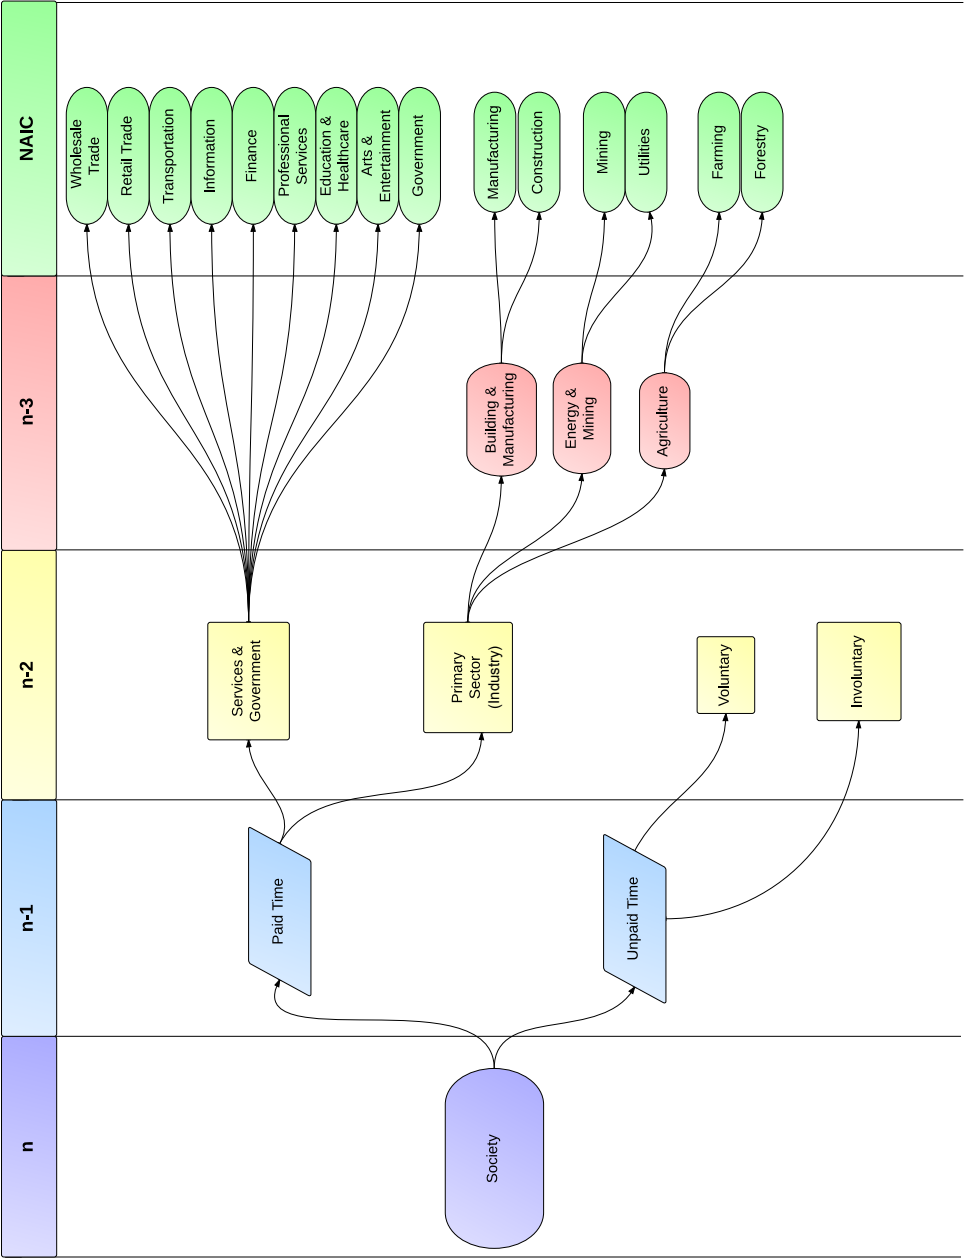 NAIC
Wholesale
Trade
Retail Trade
Transportation
Information
Finance
Professional
Services
Education &
Healthcare
Arts &
Entertainment
Government
Manufacturing
Construction
Mining
Utilities
Farming
Forestry
n-3
Building &
Manufacturing
Energy &
Mining
Agriculture
n-2
Services &
Government
Primary
Sector
(Industry)
Voluntary
Involuntary
n-1
Paid Time
Unpaid Time
n
Society